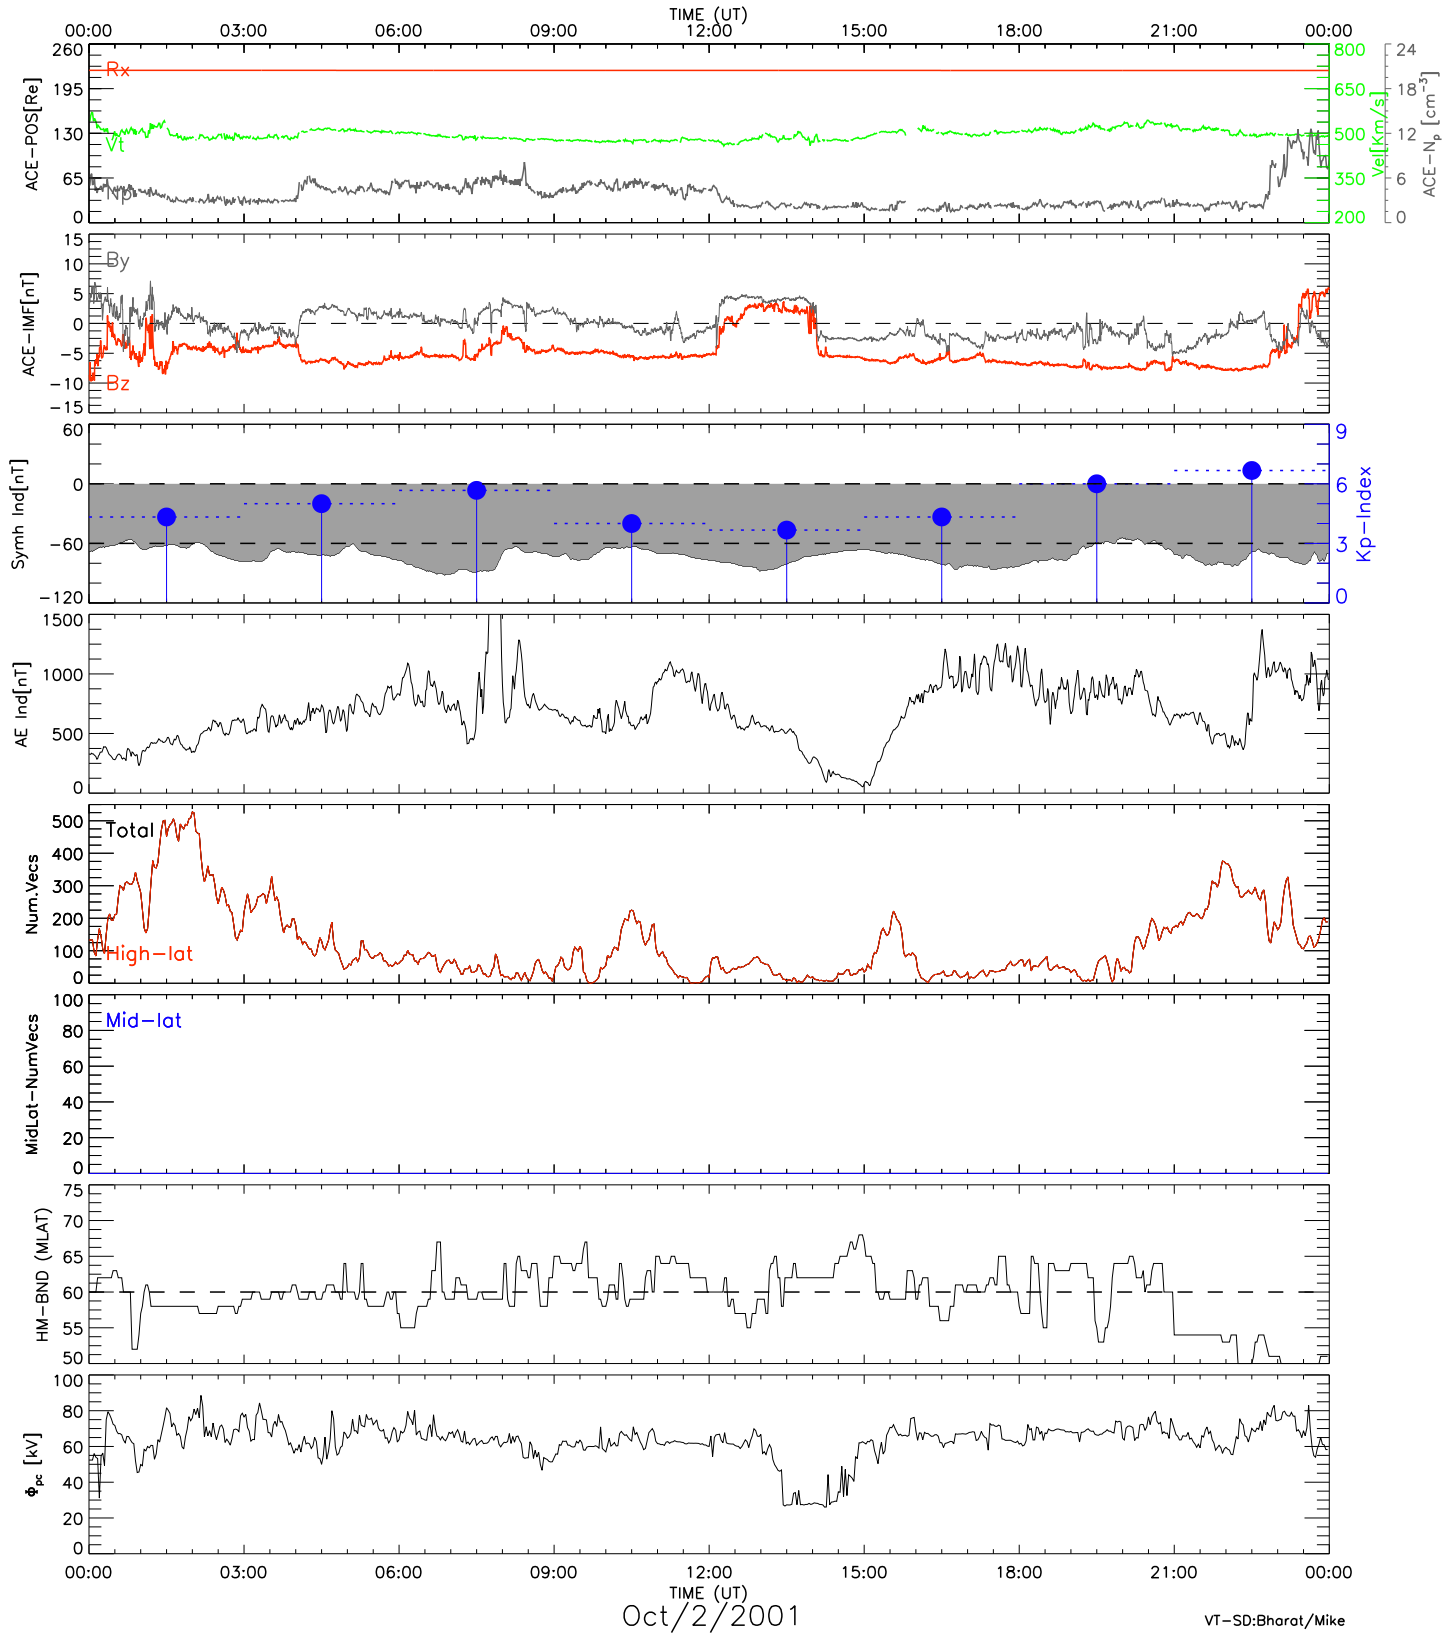 TIME (UT)
00:00 03:00 06:00 09:00 12:00 15:00 18:00 21:00 00:00
ACE-POS[Re]
260
195
130
65
0
Rx
Vt
Np
800
650
500
350
200
Vel[Km/s]
24
18
12
6
0
ACE-Np [cm⁻³]
ACE-IMF[nT]
15
10
5
0
-5
-10
-15
By
Bz
Symh Ind[nT]
60
0
-60
-120
9
6
3
0
Kp-Index
AE Ind[nT]
1500
1000
500
0
Num.Vecs
500
400
300
200
100
0
Total
High-lat
MidLat-NumVecs
100
80
60
40
20
0
Mid-lat
HM-BND (MLAT)
75
70
65
60
55
50
Φpc [kV]
100
80
60
40
20
0
00:00 03:00 06:00 09:00 12:00 15:00 18:00 21:00 00:00
TIME (UT)
Oct/2/2001
VT-SD:Bharat/Mike